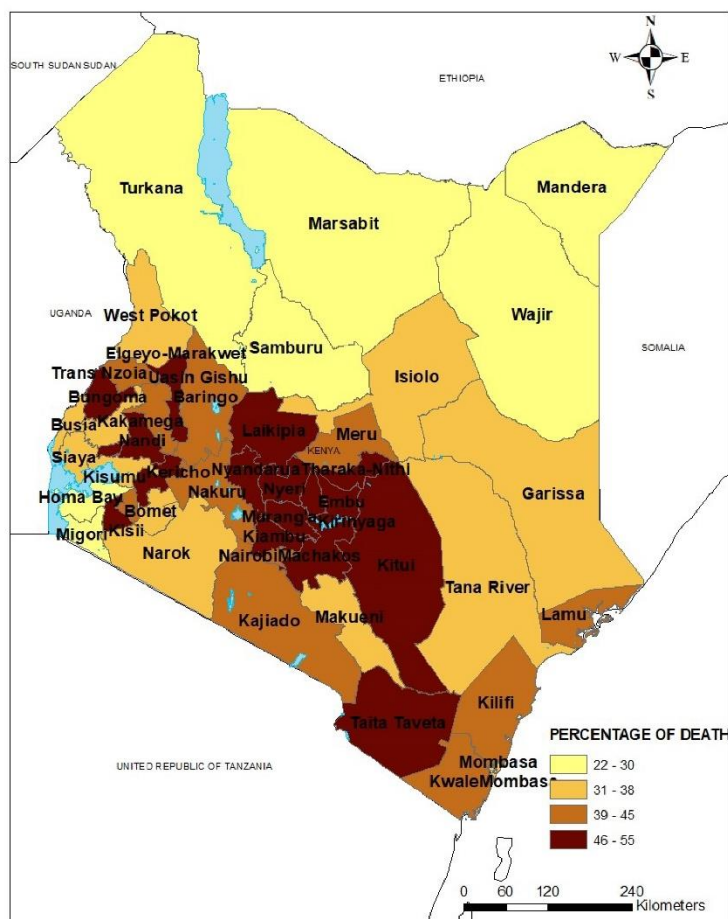 N
W E
S
SOUTH SUDAN SUDAN
ETHIOPIA
Mandera
Turkana
Marsabit
UGANDA
West Pokot
Wajir
SOMALIA
Elgeyo-Marakwet
Samburu
Trans Nzoia
Uasin Gishu
Isiolo
Bungoma
Baringo
Busia
Kakamega
Laikipia
Meru
Nandi
KENYA
Siaya
Kisumu
Kericho
Nyandarua
Tharaka-Nithi
Garissa
Homa Bay
Nakuru
Nyeri
Embu
Bomet
Murang'a
Kirinyaga
Migori
Kisii
Kiambu
Narok
Nairobi
Machakos
Kitui
Tana River
Kajiado
Makueni
Lamu
Kilifi
Taita Taveta
PERCENTAGE OF DEATH
UNITED REPUBLIC OF TANZANIA
Mombasa
Kwale
Mombasa
22 - 30
31 - 38
39 - 45
46 - 55
0 60 120 240
Kilometers